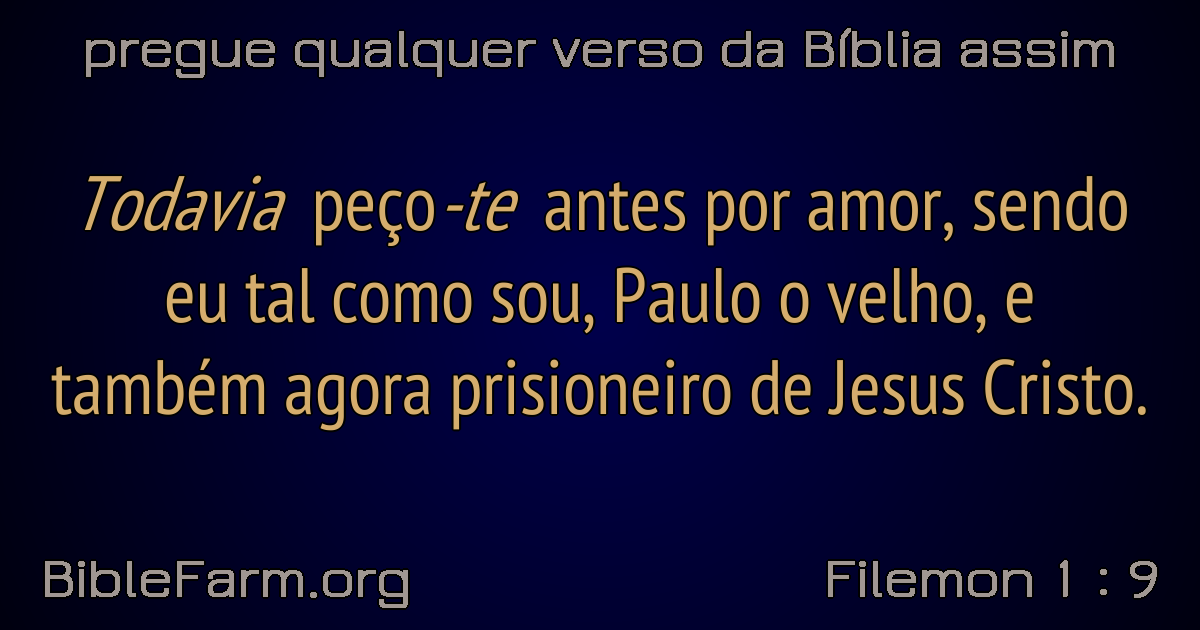 pregue qualquer verso da Bíblia assim
Todavia peço-te antes por amor, sendo
eu tal como sou, Paulo o velho, e
também agora prisioneiro de Jesus Cristo.
BibleFarm.org
Filemon 1 : 9